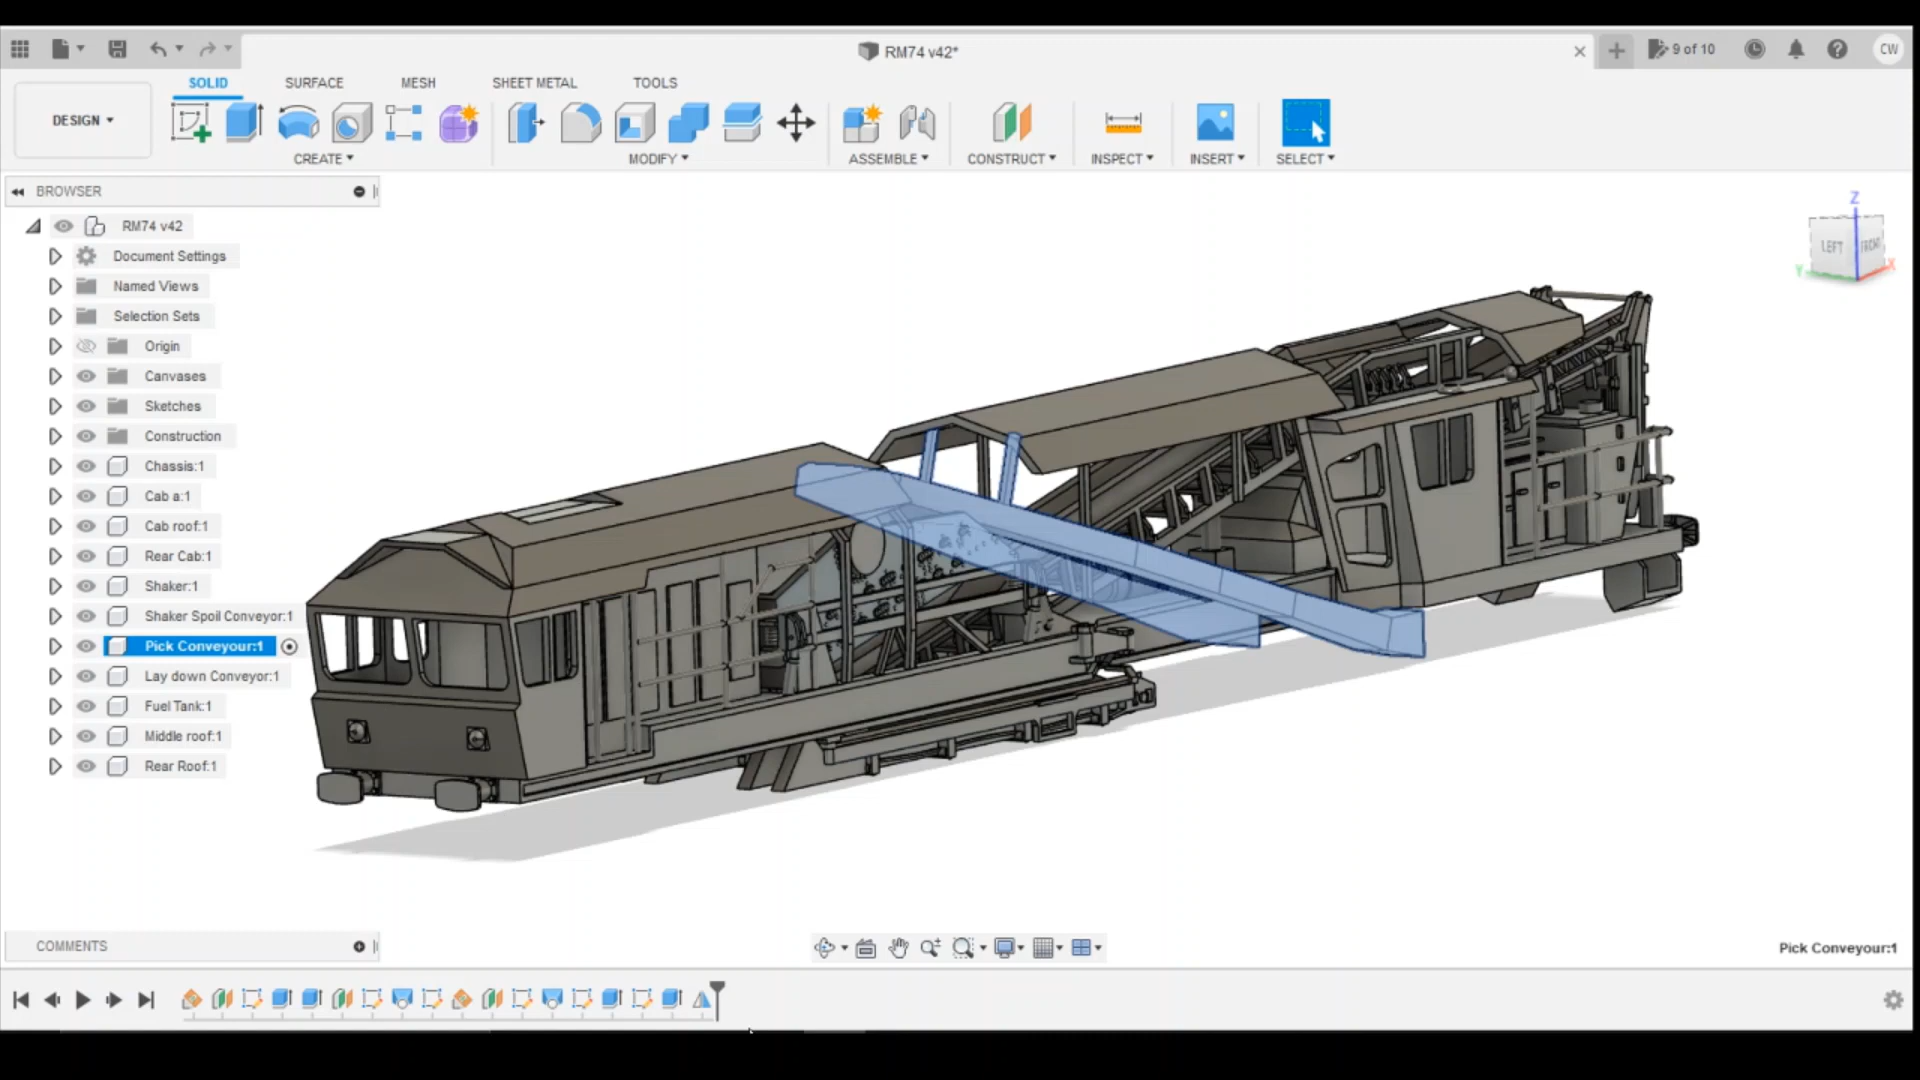 RM74 v42*
9 of 10
CW
SOLID
SURFACE
MESH
SHEET METAL
TOOLS
DESIGN
CREATE
MODIFY
ASSEMBLE
CONSTRUCT
INSPECT
INSERT
SELECT
BROWSER
RM74 v42
Document Settings
Named Views
Selection Sets
Origin
Canvases
Sketches
Construction
Chassis:1
Cab a:1
Cab roof:1
Rear Cab:1
Shaker:1
Shaker Spoil Conveyor:1
Pick Conveyour:1
Lay down Conveyor:1
Fuel Tank:1
Middle roof:1
Rear Roof:1
Z
LEFT
FRONT
Y
X
COMMENTS
Pick Conveyour:1